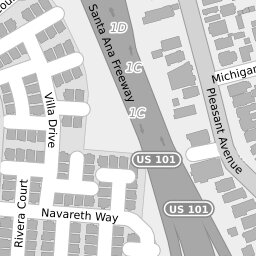 1D
Santa Ana Freeway
1C
Michigan
Villa Drive
1C
Pleasant Avenue
US 101
Rivera Court
US 101
Navareth Way